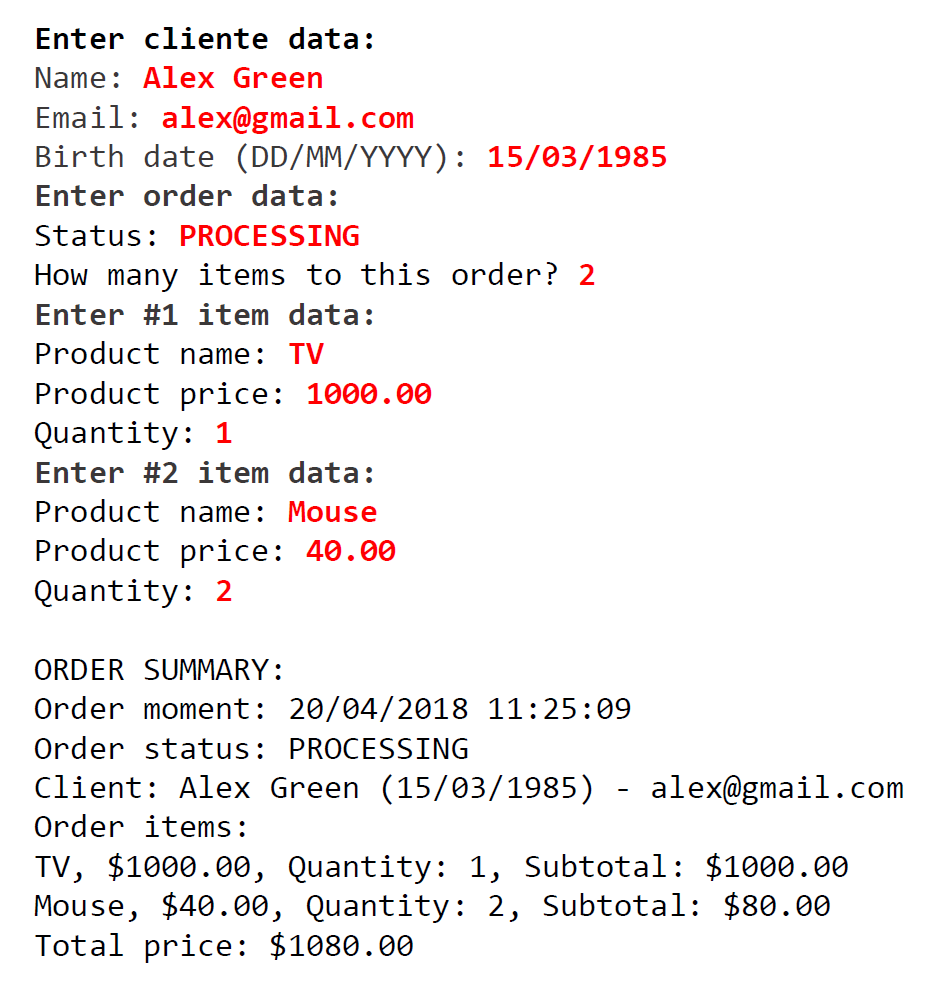 Enter cliente data:
Name: Alex Green
Email: alex@gmail.com
Birth date (DD/MM/YYYY): 15/03/1985
Enter order data:
Status: PROCESSING
How many items to this order? 2
Enter #1 item data:
Product name: TV
Product price: 1000.00
Quantity: 1
Enter #2 item data:
Product name: Mouse
Product price: 40.00
Quantity: 2
ORDER SUMMARY:
Order moment: 20/04/2018 11:25:09
Order status: PROCESSING
Client: Alex Green (15/03/1985) - alex@gmail.com
Order items:
TV, $1000.00, Quantity: 1, Subtotal: $1000.00
Mouse, $40.00, Quantity: 2, Subtotal: $80.00
Total price: $1080.00